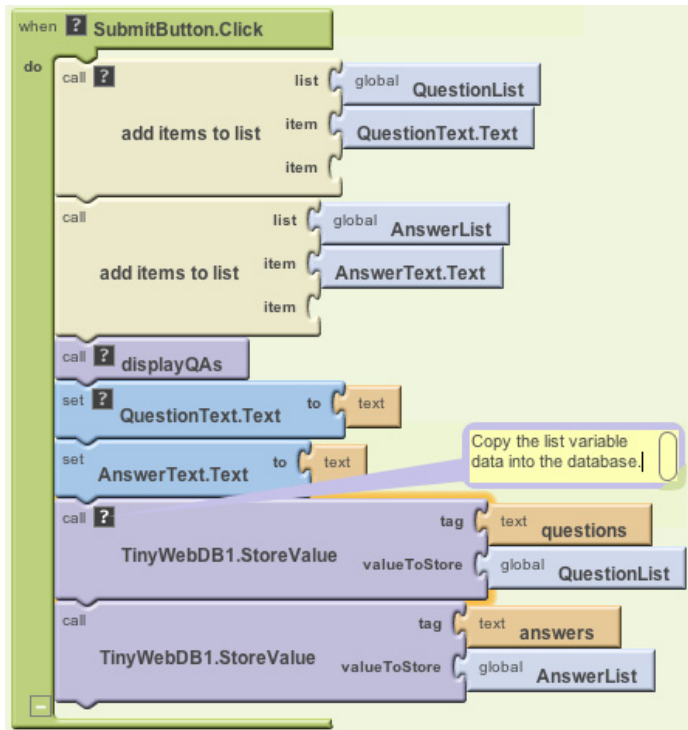 when ? SubmitButton.Click
do
call ? list global QuestionList
add items to list item QuestionText.Text
item
call list global AnswerList
add items to list item AnswerText.Text
item
call ? displayQAs
set ? QuestionText.Text to text
set AnswerText.Text to text
Copy the list variable
data into the database.
call ? tag text questions
TinyWebDB1.StoreValue valueToStore global QuestionList
call tag text answers
TinyWebDB1.StoreValue valueToStore global AnswerList